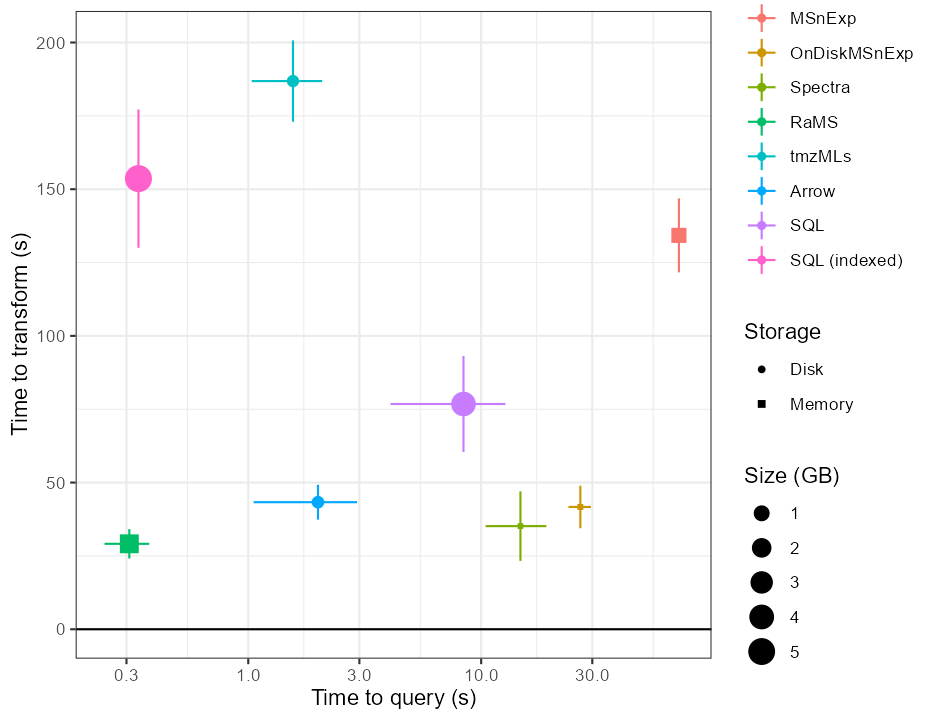 200
150
100
50
0
Time to transform (s)
0.3
1.0
3.0
10.0
30.0
Time to query (s)
MSnExp
OnDiskMSnExp
Spectra
RaMS
tmzMLs
Arrow
SQL
SQL (indexed)
Storage
Disk
Memory
Size (GB)
1
2
3
4
5